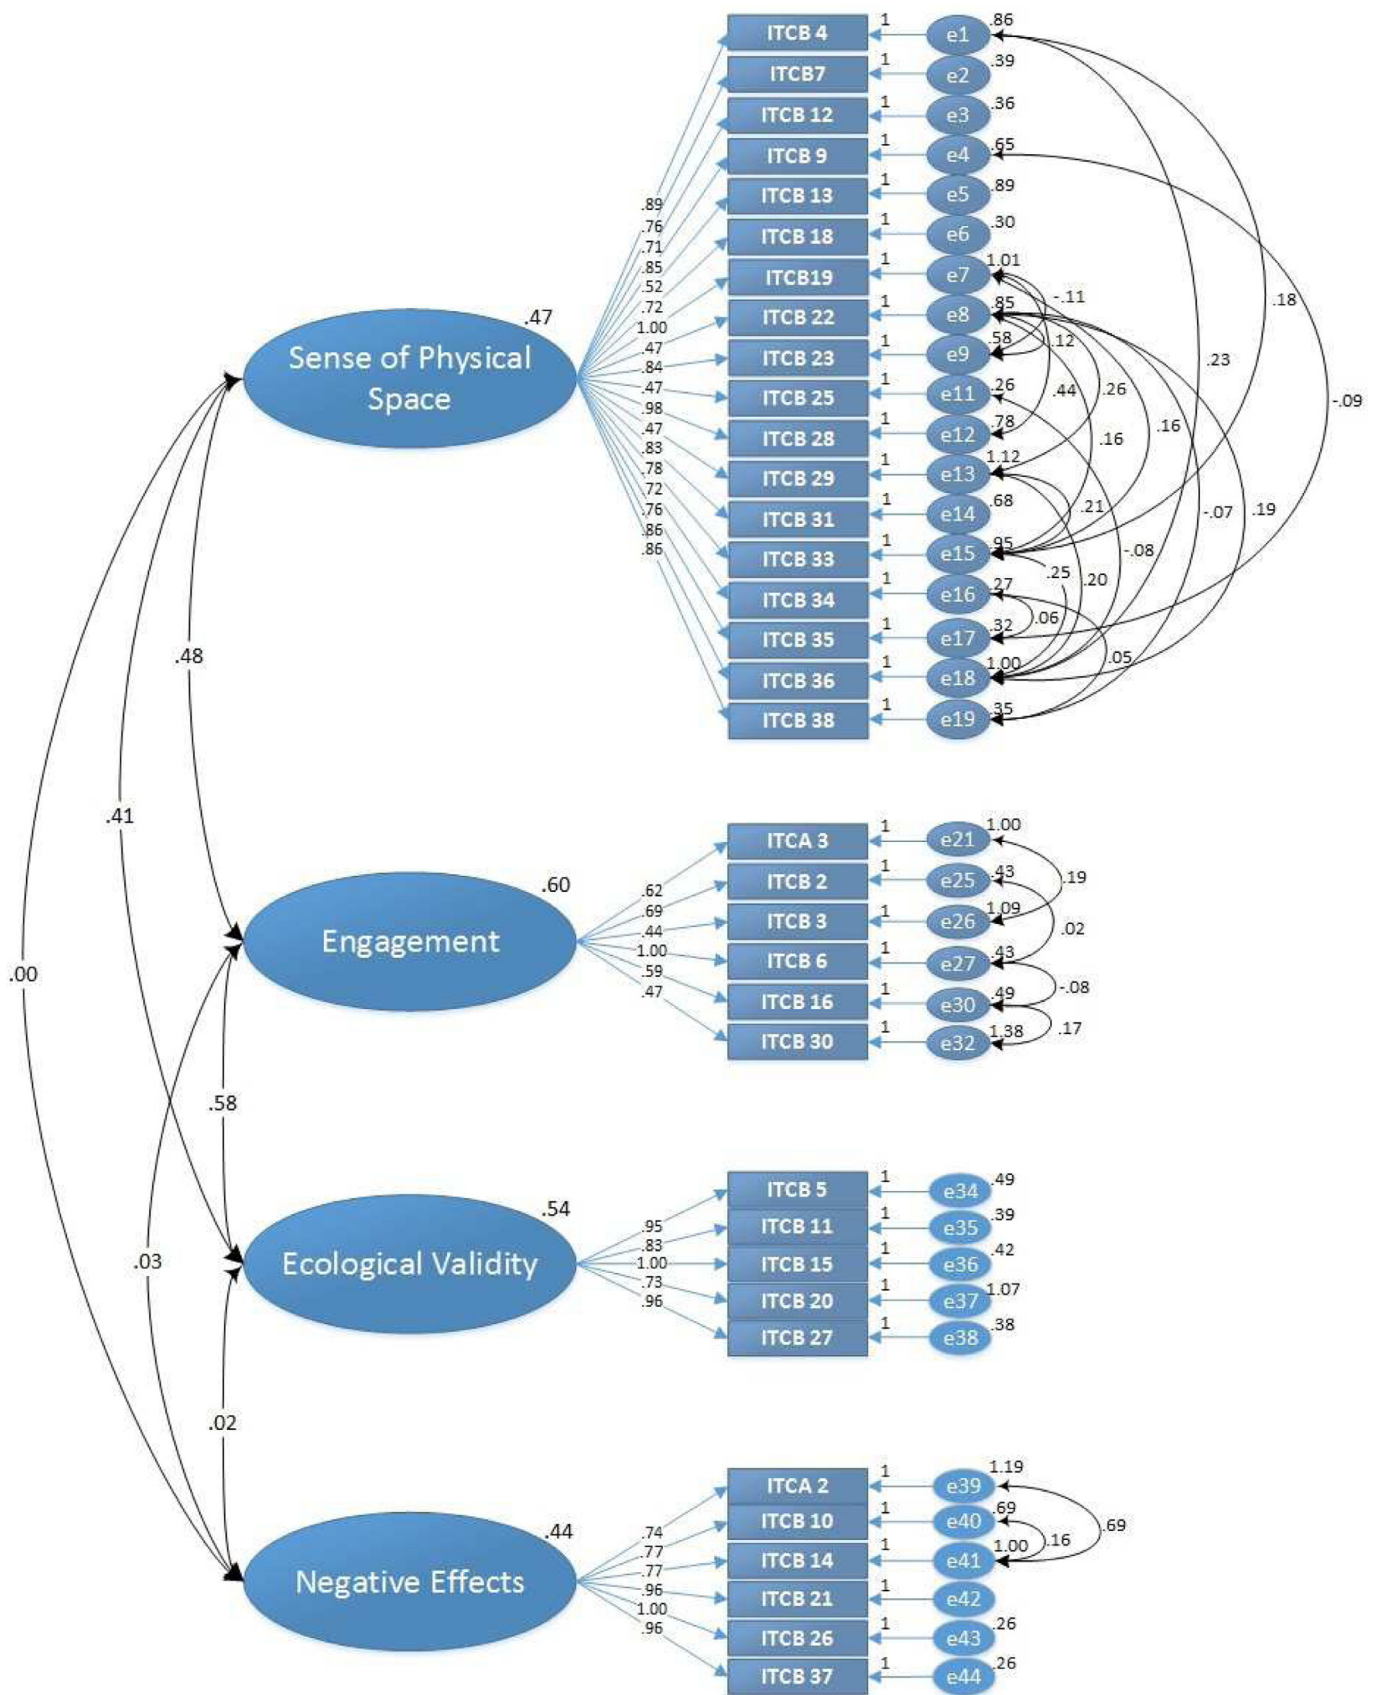 ITCB 4 1 e1 .86
ITCB7 1 e2 .39
ITCB 12 1 e3 .36
ITCB 9 1 e4 .65
ITCB 13 1 e5 .89
ITCB 18 1 e6 .30
ITCB19 1 e7 1.01
ITCB 22 1 e8 .85
ITCB 23 1 e9 .58
ITCB 25 1 e11 .26
ITCB 28 1 e12 .78
ITCB 29 1 e13 1.12
ITCB 31 1 e14 .68
ITCB 33 1 e15 .95
ITCB 34 1 e16 .27
ITCB 35 1 e17 .32
ITCB 36 1 e18 1.00
ITCB 38 1 e19 .35
.89
.76
.71
.85
.52
.72
1.00
.47
.84
.47
.98
.47
.83
.78
.72
.76
.86
.86
-.11
.18
.12
.23
.44
.26
-.09
.16
.16
.21
-.07
.19
-.08
.25
.20
.06
.05
.47
Sense of Physical
Space
.48
.41
.00
ITCA 3 1 e21 1.00
ITCB 2 1 e25 .43
ITCB 3 1 e26 1.09
ITCB 6 1 e27 .43
ITCB 16 1 e30 .49
ITCB 30 1 e32 1.38
.62
.69
.44
1.00
.59
.47
.19
.02
-.08
.17
.60
Engagement
.58
.03
ITCB 5 1 e34 .49
ITCB 11 1 e35 .39
ITCB 15 1 e36 .42
ITCB 20 1 e37 1.07
ITCB 27 1 e38 .38
.95
.83
1.00
.73
.96
.54
Ecological Validity
.02
ITCA 2 1 e39 1.19
ITCB 10 1 e40 .69
ITCB 14 1 e41 1.00
ITCB 21 1 e42
ITCB 26 1 e43 .26
ITCB 37 1 e44 .26
.74
.77
.77
.96
1.00
.96
.16
.69
.44
Negative Effects